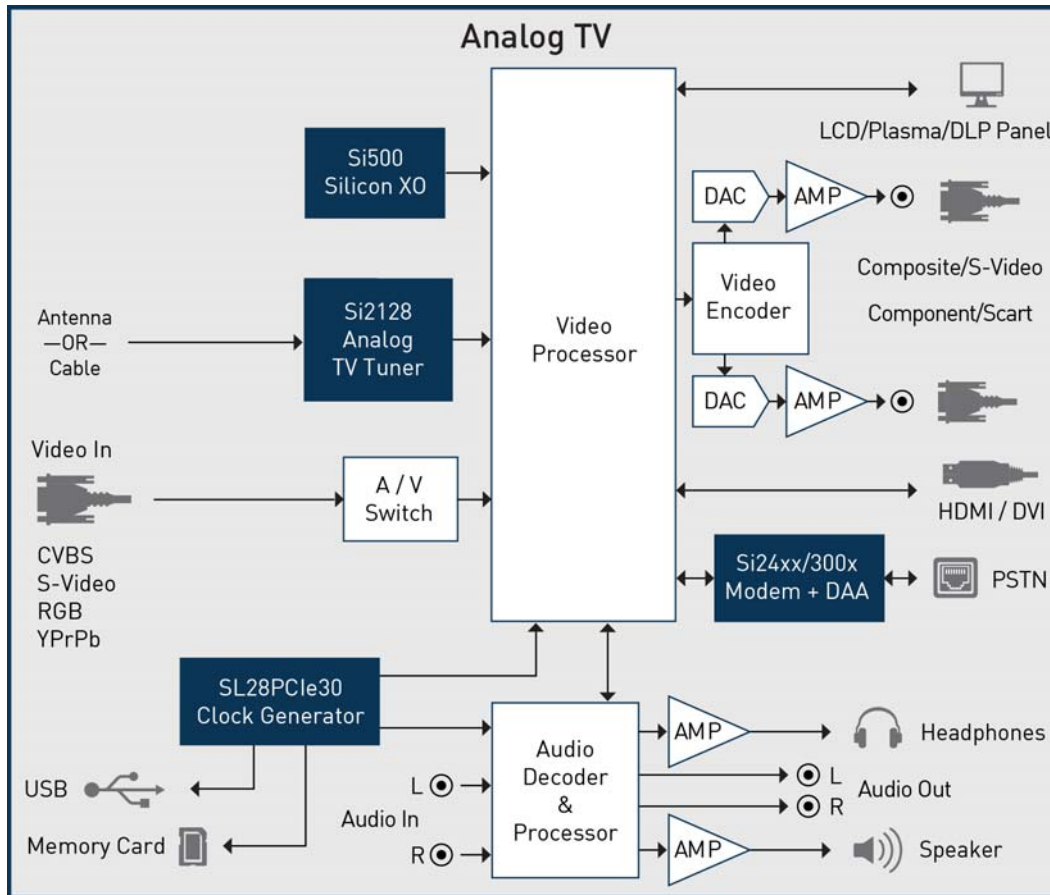 Analog TV
Si500
Silicon XO
Antenna
—OR—
Cable
Si2128
Analog
TV Tuner
Video In
CVBS
S-Video
RGB
YPrPb
A / V
Switch
Video
Processor
LCD/Plasma/DLP Panel
DAC
AMP
Video
Encoder
Composite/S-Video
Component/Scart
DAC
AMP
HDMI / DVI
Si24xx/300x
Modem + DAA
PSTN
SL28PCIe30
Clock Generator
USB
Memory Card
L
Audio In
R
Audio
Decoder
&
Processor
AMP
Headphones
L
Audio Out
R
AMP
Speaker